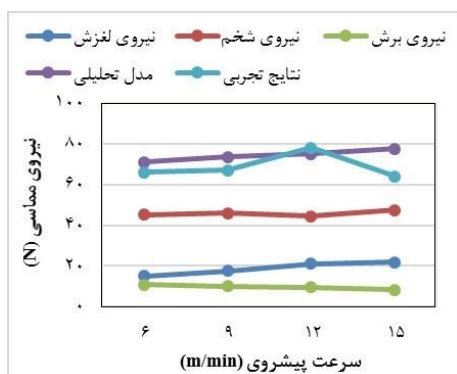 نیروی لغزش نیروی شخم نیروی برش
مدل تحلیلی نتایج تجربی
۱۰۰
۸۰
۶۰
۴۰
۲۰
۰
نیروی مماسی (N)
۶ ۹ ۱۲ ۱۵
سرعت پیشروی (m/min)